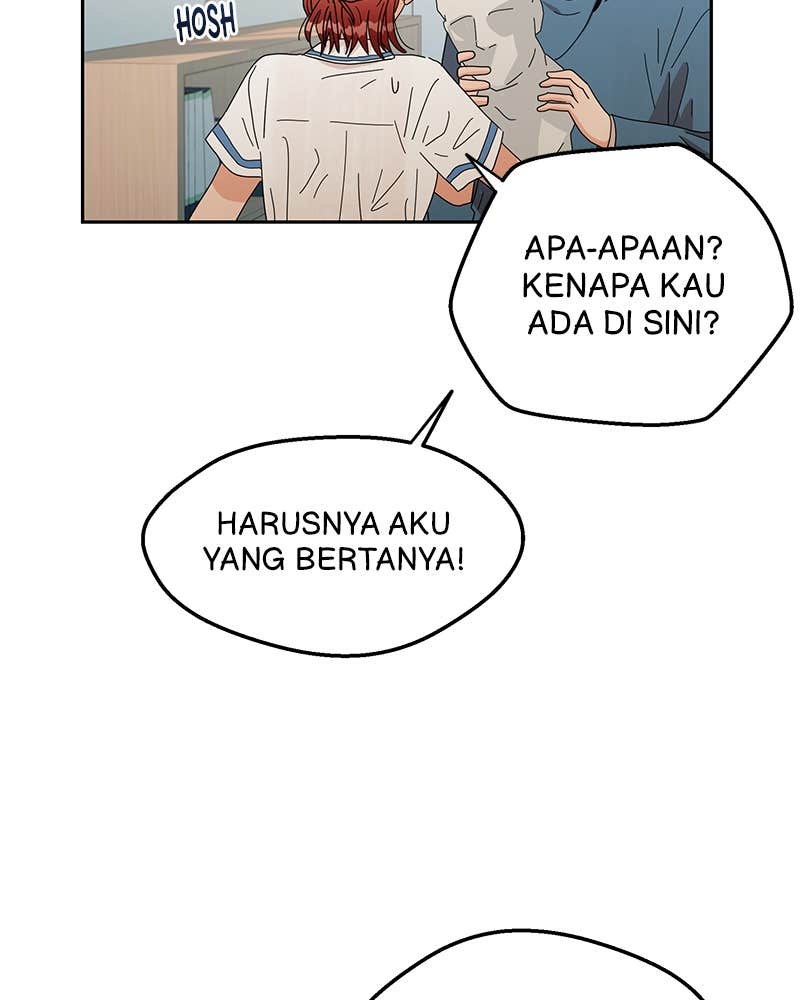 HOSH
APA-APAAN?
KENAPA KAU
ADA DI SINI?
HARUSNYA AKU
YANG BERTANYA!